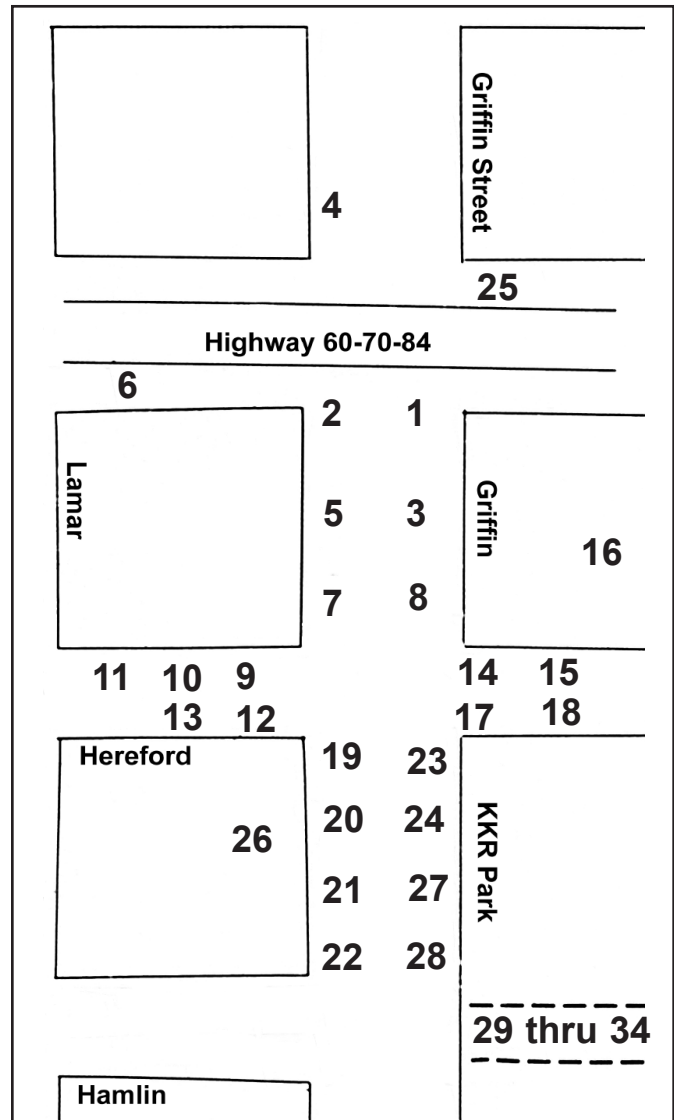 Griffin Street
4
25
Highway 60-70-84
6
2 1
Lamar
Griffin
5 3
16
7 8
11 10 9
14 15
13 12
17 18
Hereford
19 23
20 24
26
KKR Park
21 27
22 28
29 thru 34
Hamlin